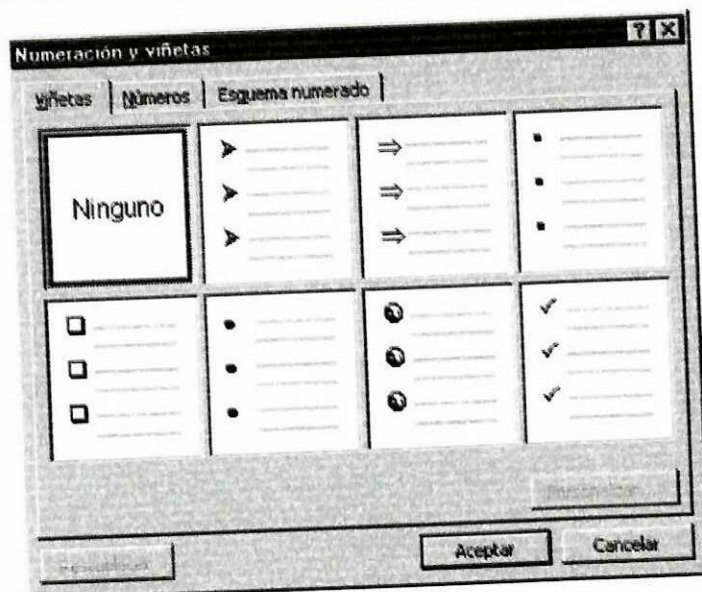 Numeración y viñetas
Viñetas Números Esquema numerado
Ninguno
Aceptar Cancelar